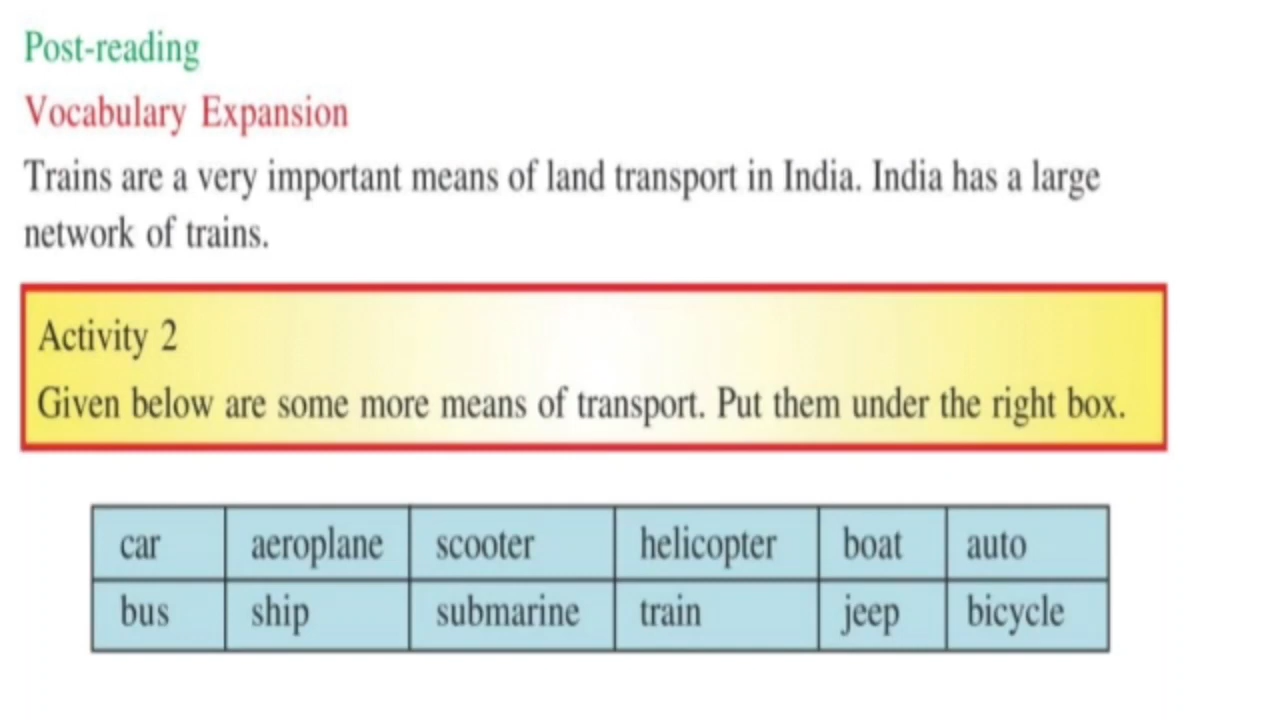 Post-reading
Vocabulary Expansion
Trains are a very important means of land transport in India. India has a large
network of trains.
Activity 2
Given below are some more means of transport. Put them under the right box.
car aeroplane scooter helicopter boat auto
bus ship submarine train jeep bicycle